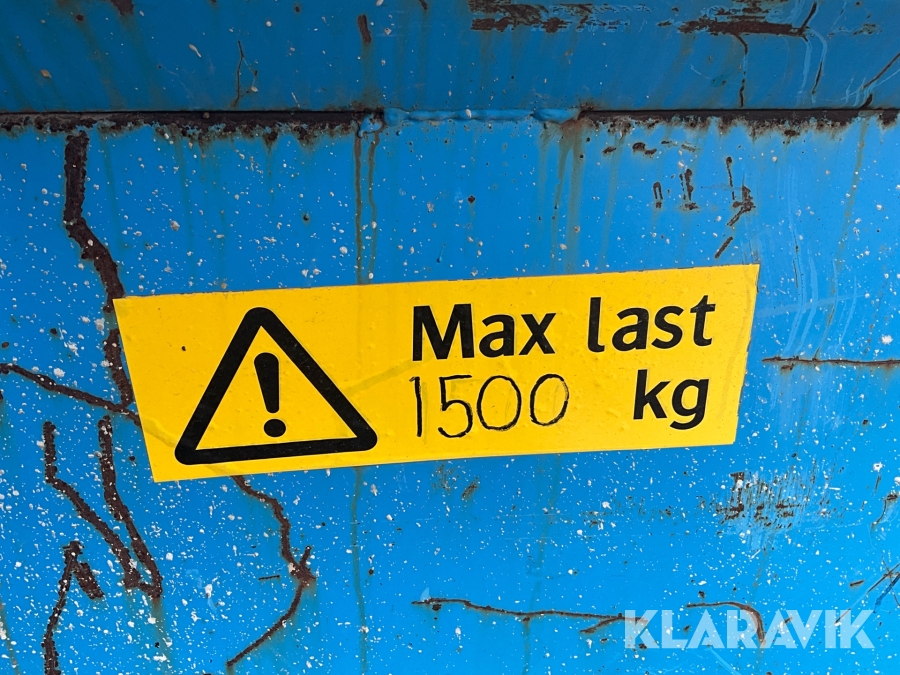 Max last
1500 kg
KLARAVIK